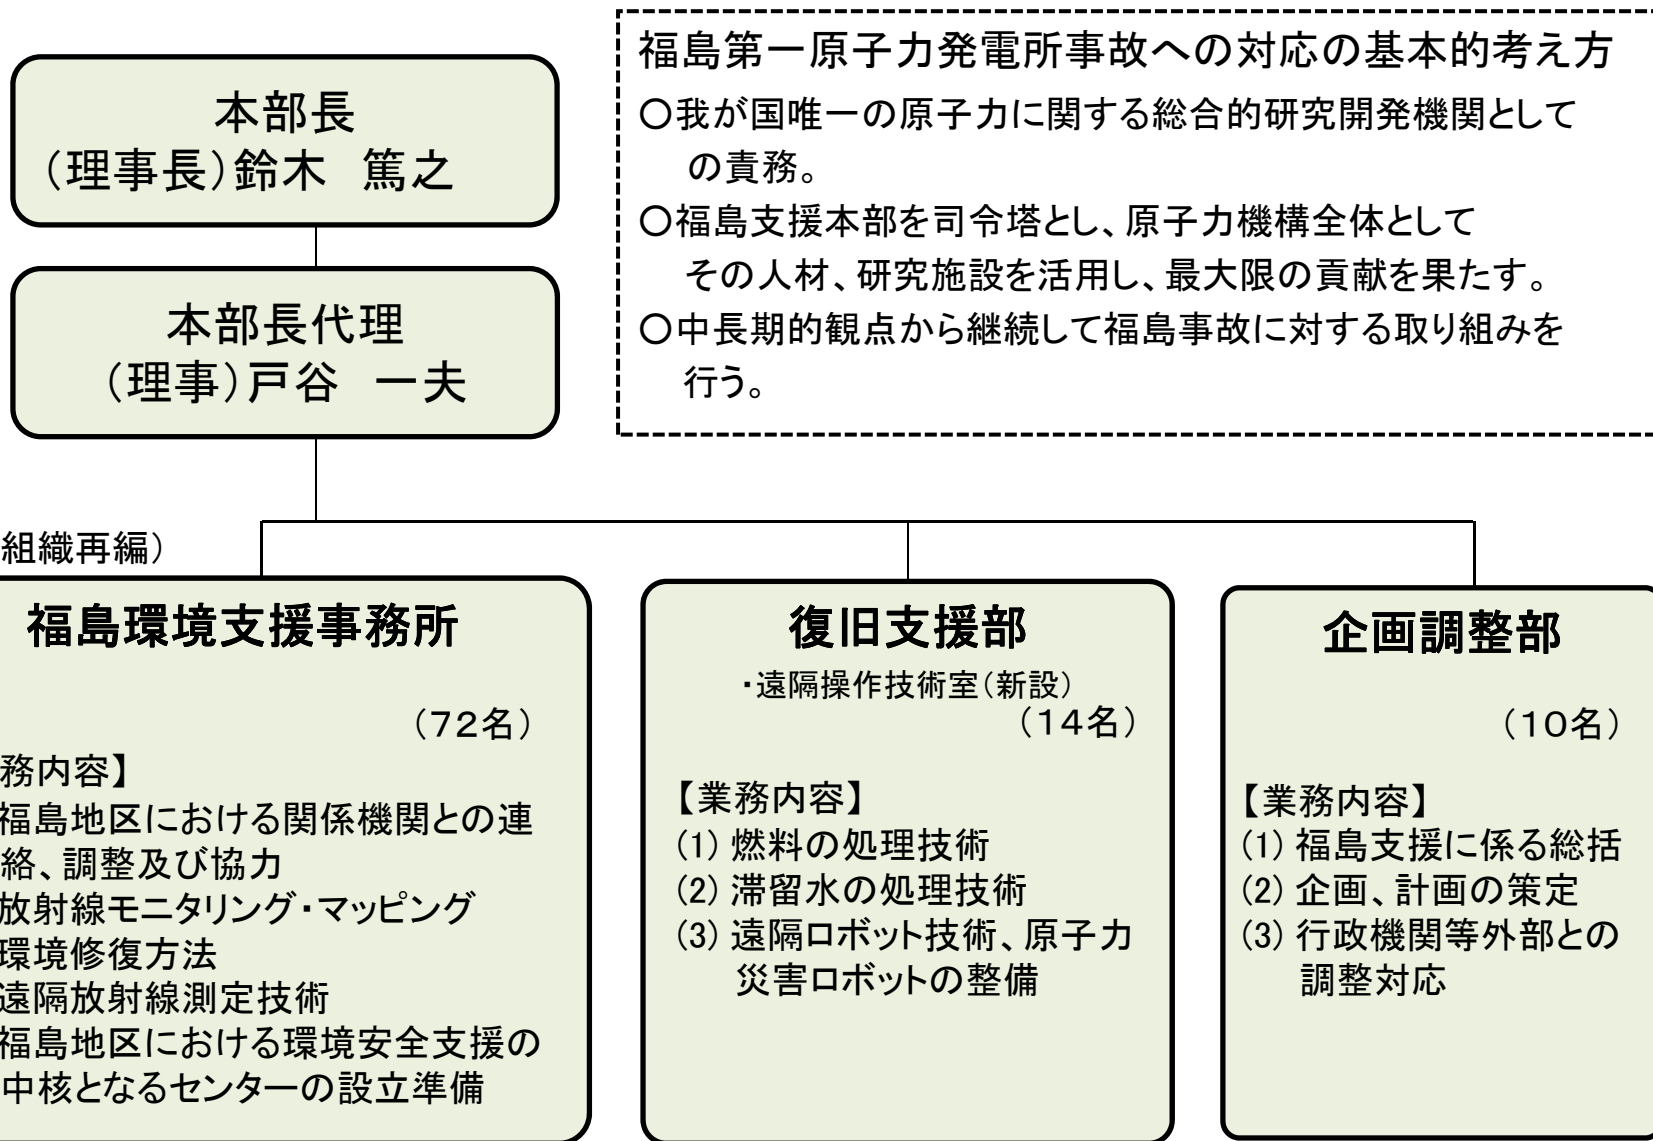 本部長
（理事長）鈴木　篤之
本部長代理
（理事）戸谷　一夫
福島第一原子力発電所事故への対応の基本的考え方
○我が国唯一の原子力に関する総合的研究開発機関として
の責務。
○福島支援本部を司令塔とし、原子力機構全体として
その人材、研究施設を活用し、最大限の貢献を果たす。
○中長期的観点から継続して福島事故に対する取り組みを
行う。
組織再編）
福島環境支援事務所
（７２名）
務内容】
福島地区における関係機関との連
絡、調整及び協力
放射線モニタリング・マッピング
環境修復方法
遠隔放射線測定技術
福島地区における環境安全支援の
中核となるセンターの設立準備
復旧支援部
・遠隔操作技術室（新設）
（１４名）
【業務内容】
(1) 燃料の処理技術
(2) 滞留水の処理技術
(3) 遠隔ロボット技術、原子力
災害ロボットの整備
企画調整部
（１０名）
【業務内容】
(1) 福島支援に係る総括
(2) 企画、計画の策定
(3) 行政機関等外部との
調整対応